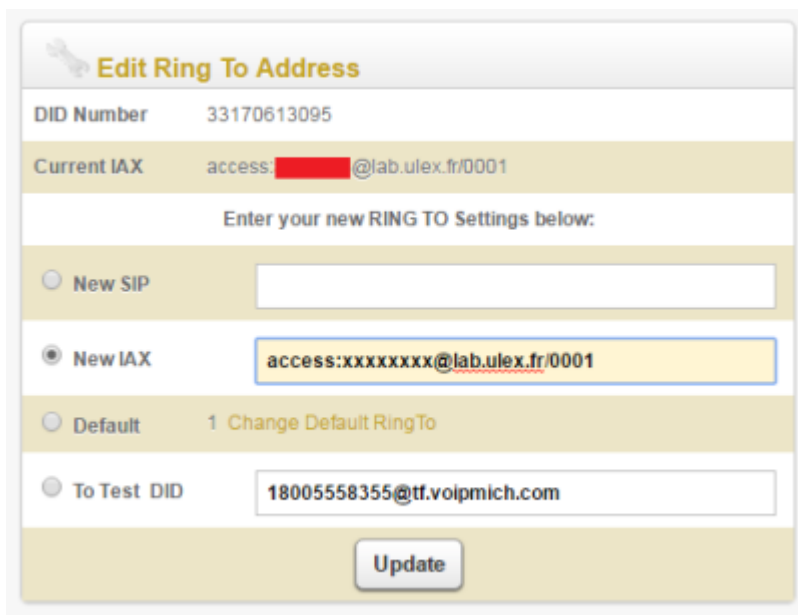 Edit Ring To Address
DID Number 33170613095
Current IAX access: @lab.ulex.fr/0001
Enter your new RING TO Settings below:
New SIP
New IAX access:xxxxxxxx@lab.ulex.fr/0001
Default 1 Change Default RingTo
To Test DID 18005558355@tf.voipmich.com
Update